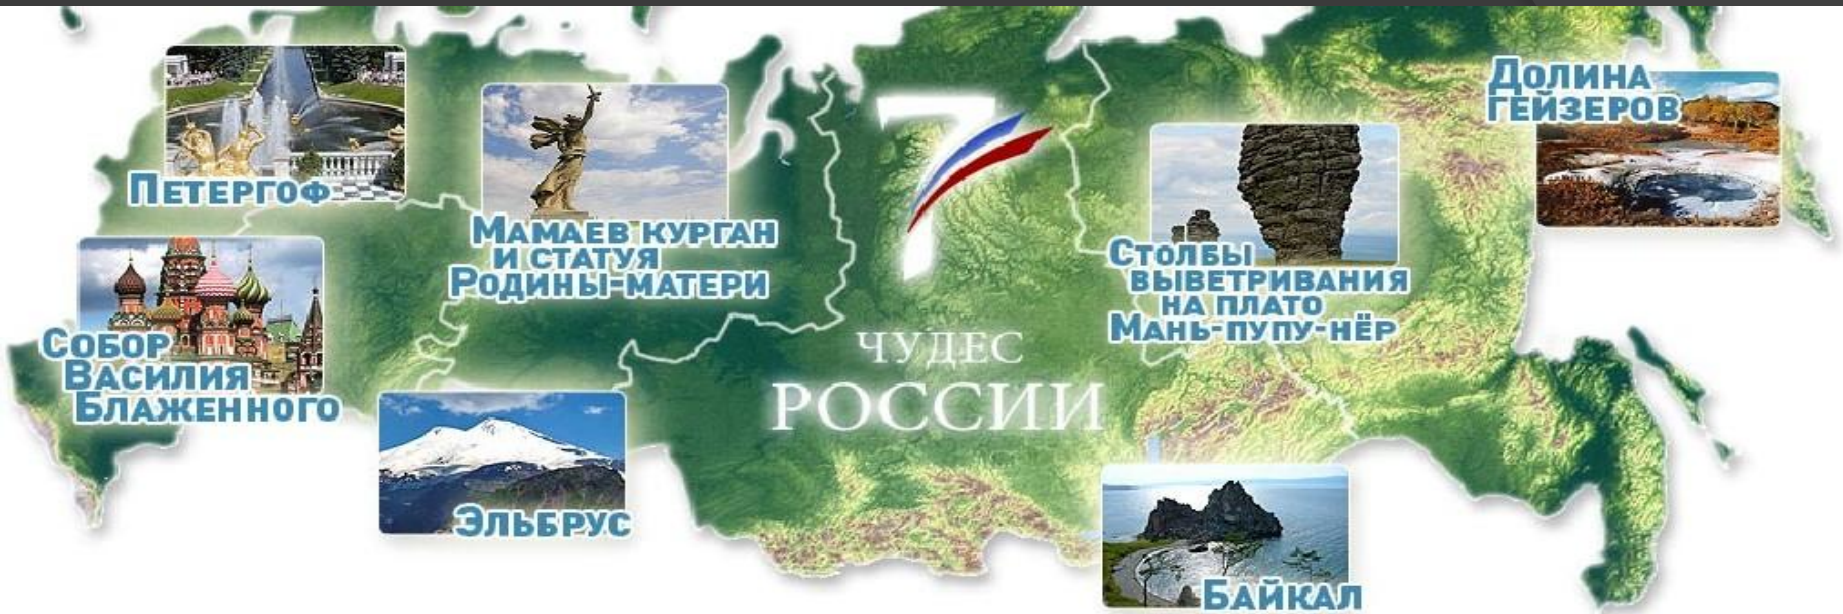 Петергоф
Мамаев курган
и статуя
Родины-матери
7
чудес
России
Столбы
выветривания
на плато
Мань-Пупу-Нёр
Долина
гейзеров
Собор
Василия
Блаженного
Эльбрус
Байкал